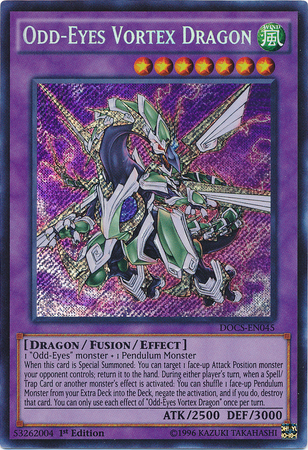 ODD-EYES VORTEX DRAGON
WIND
風
DOCS-EN045
[DRAGON / FUSION / EFFECT]
1 "Odd-Eyes" monster + 1 Pendulum Monster
When this card is Special Summoned: You can target 1 face-up Attack Position monster
your opponent controls; return it to the hand. During either player's turn, when a Spell/
Trap Card or another monster's effect is activated: You can shuffle 1 face-up Pendulum
Monster from your Extra Deck into the Deck, negate the activation, and if you do, destroy
that card. You can only use each effect of "Odd-Eyes Vortex Dragon" once per turn.
ATK/2500 DEF/3000
53262004 1st Edition ©1996 KAZUKI TAKAHASHI